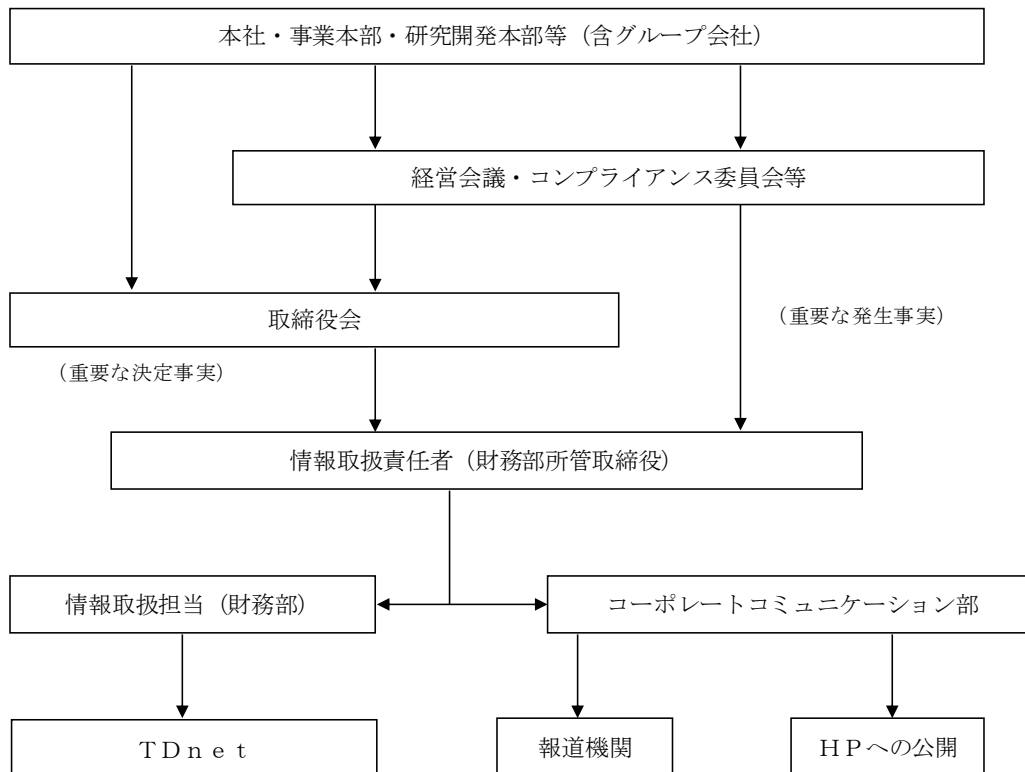 本社・事業本部・研究開発本部等（含グループ会社）
経営会議・コンプライアンス委員会等
取締役会
（重要な発生事実）
（重要な決定事実）
情報取扱責任者（財務部所管取締役）
情報取扱担当（財務部）
コーポレートコミュニケーション部
ＴＤｎｅｔ
報道機関
ＨＰへの公開